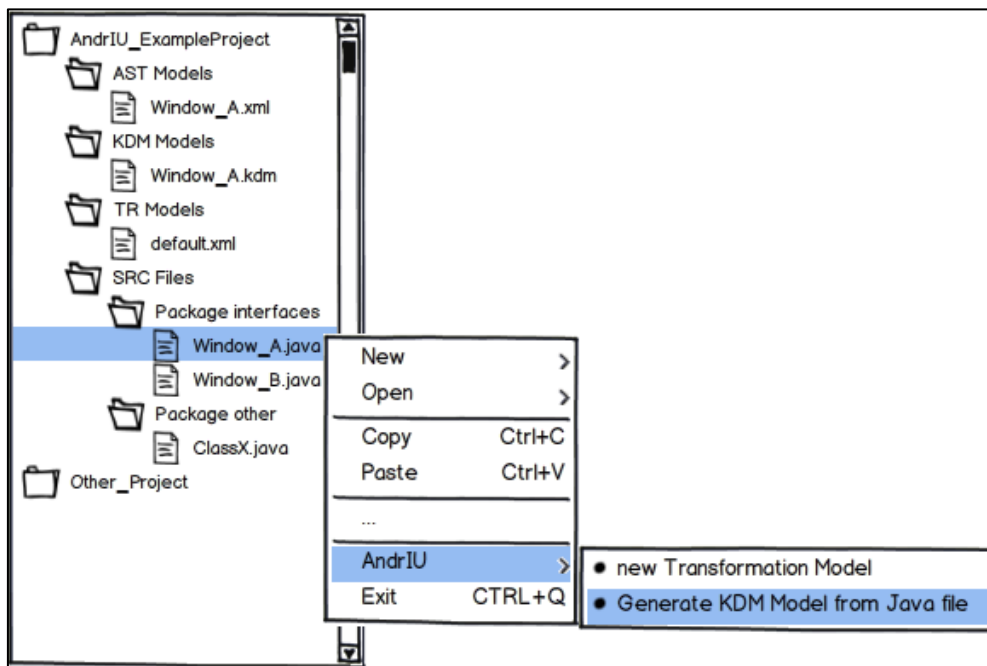 AndrIU_ExampleProject
AST Models
Window_A.xml
KDM Models
Window_A.kdm
TR Models
default.xml
SRC Files
Package interfaces
Window_A.java
Window_B.java
Package other
ClassX.java
Other_Project
New
Open
Copy Ctrl+C
Paste Ctrl+V
...
AndrIU
Exit CTRL+Q
new Transformation Model
Generate KDM Model from Java file